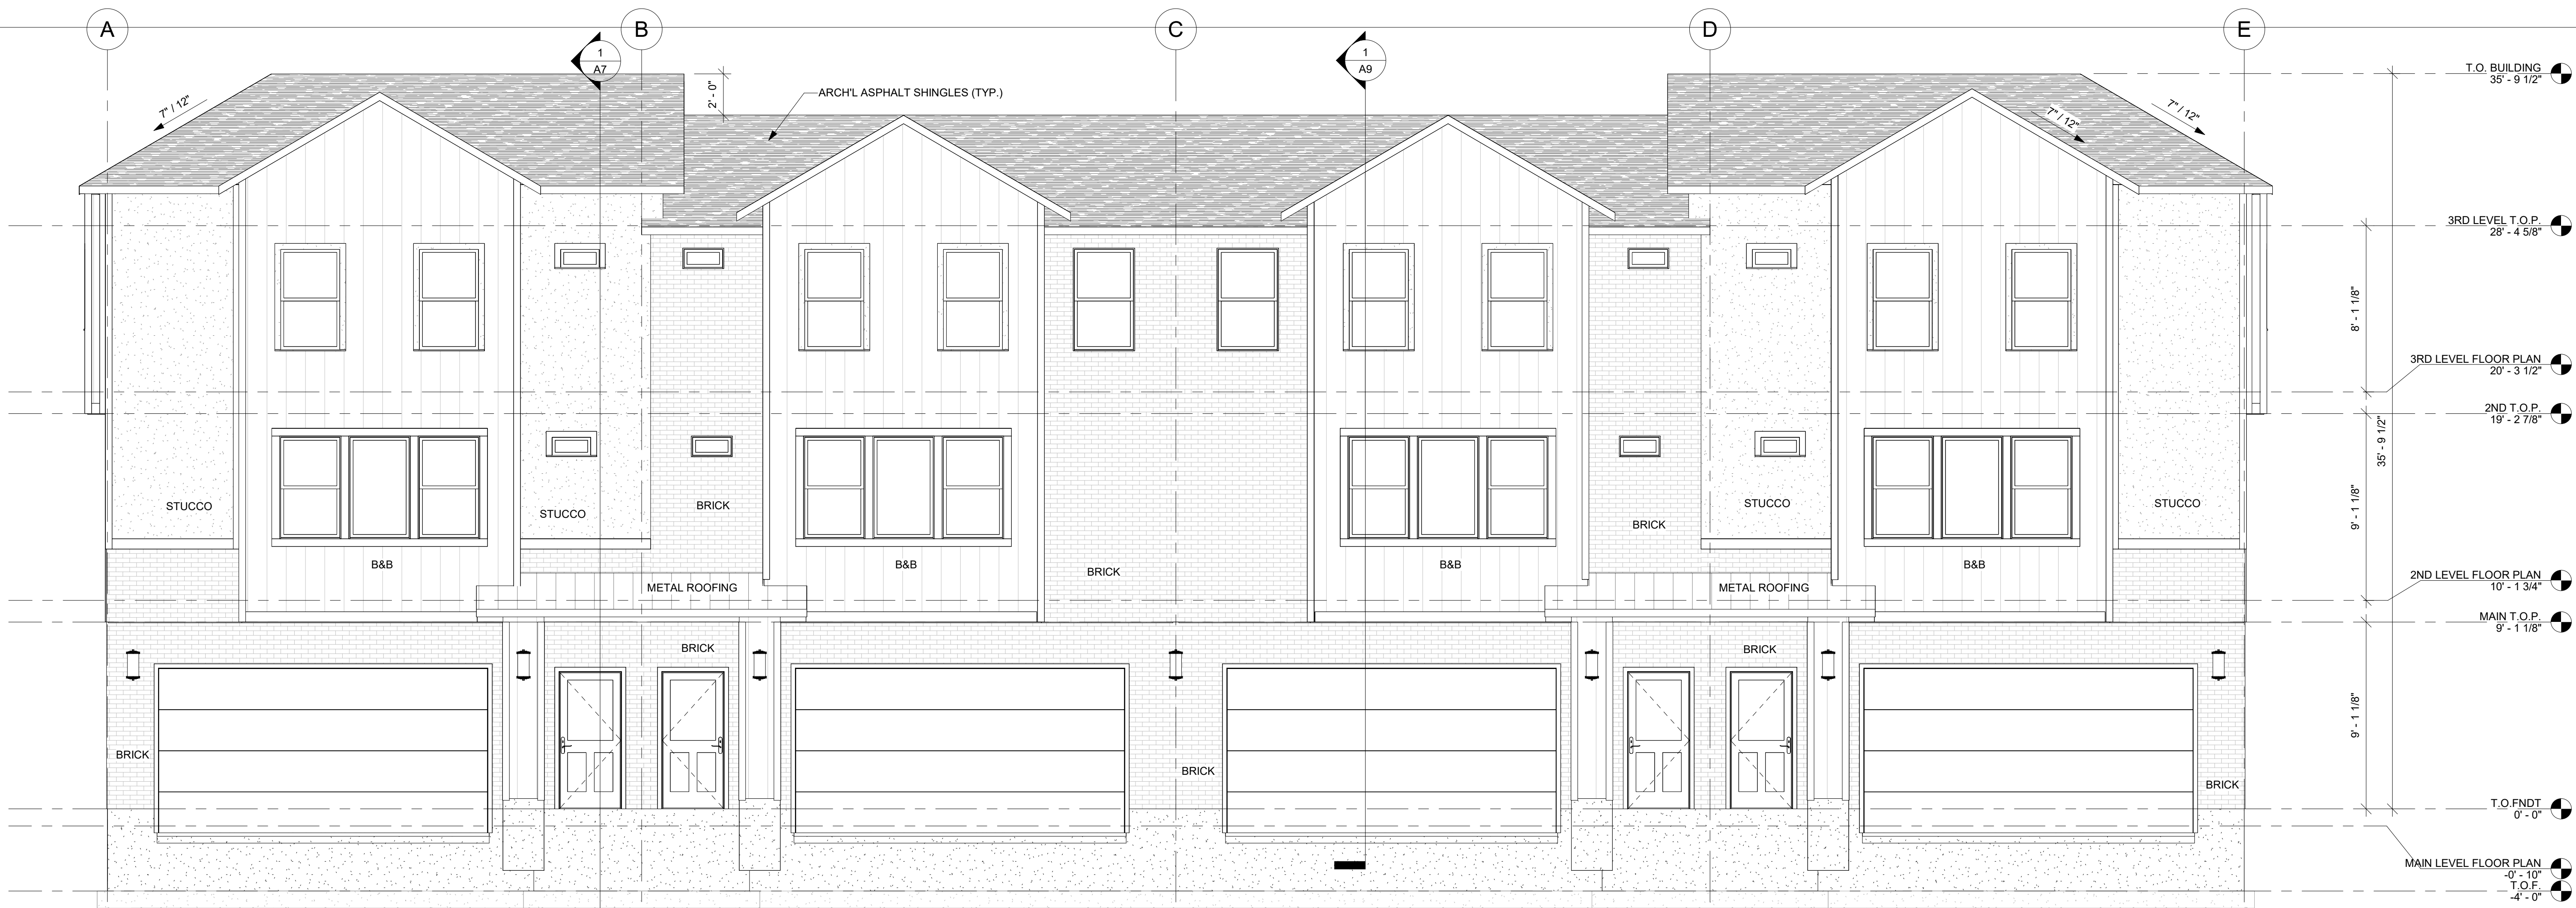 A
B
C
D
E
1
A7
1
A9
7" / 12"
2' - 0"
ARCH'L ASPHALT SHINGLES (TYP.)
7" / 12"
7" / 12"
T.O. BUILDING
35' - 9 1/2"
3RD LEVEL T.O.P.
28' - 4 5/8"
8' - 1 1/8"
3RD LEVEL FLOOR PLAN
20' - 3 1/2"
2ND T.O.P.
19' - 2 7/8"
35' - 9 1/2"
9' - 1 1/8"
STUCCO
STUCCO
BRICK
BRICK
STUCCO
STUCCO
B&B
B&B
BRICK
B&B
B&B
METAL ROOFING
METAL ROOFING
2ND LEVEL FLOOR PLAN
10' - 1 3/4"
MAIN T.O.P.
9' - 1 1/8"
BRICK
BRICK
9' - 1 1/8"
BRICK
BRICK
BRICK
T.O.FNDT
0' - 0"
MAIN LEVEL FLOOR PLAN
-0' - 10"
T.O.F.
-4' - 0"